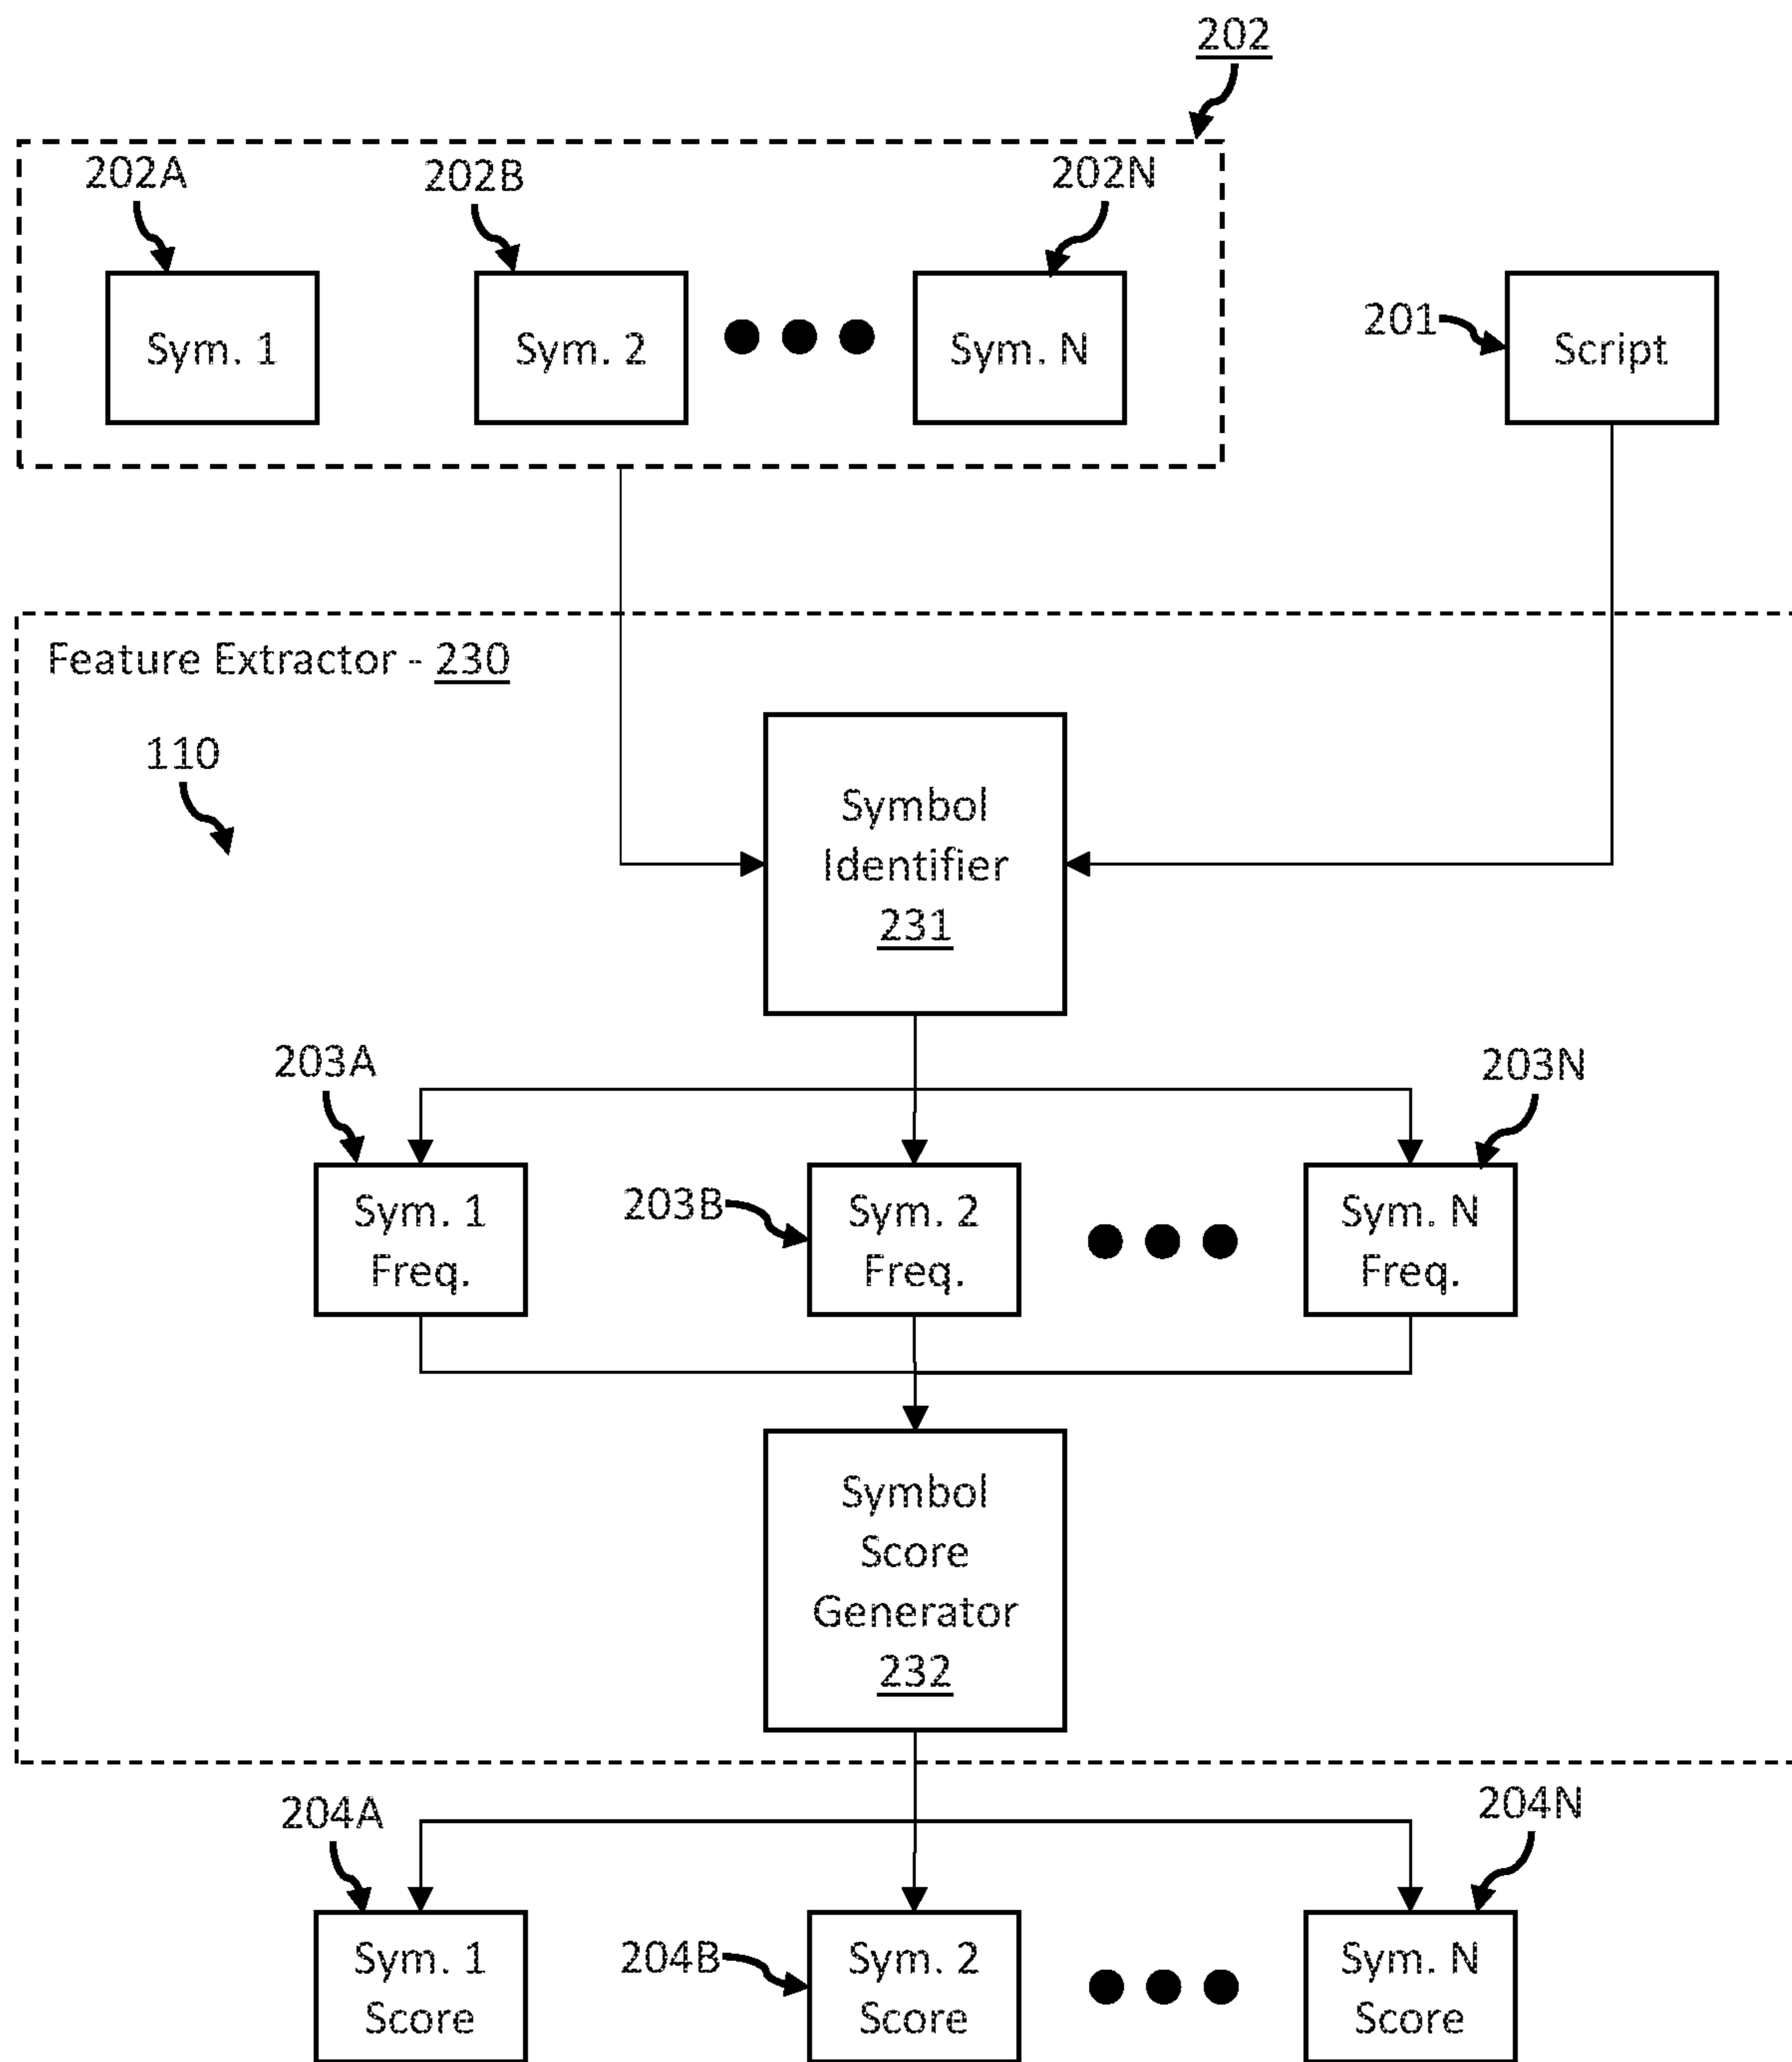 202
202A
202B
202N
Sym. 1
Sym. 2
Sym. N
201
Script
Feature Extractor - 230
110
Symbol
Identifier
231
203A
203N
Sym. 1
Freq.
203B
Sym. 2
Freq.
Sym. N
Freq.
Symbol
Score
Generator
232
204A
204N
Sym. 1
Score
204B
Sym. 2
Score
Sym. N
Score